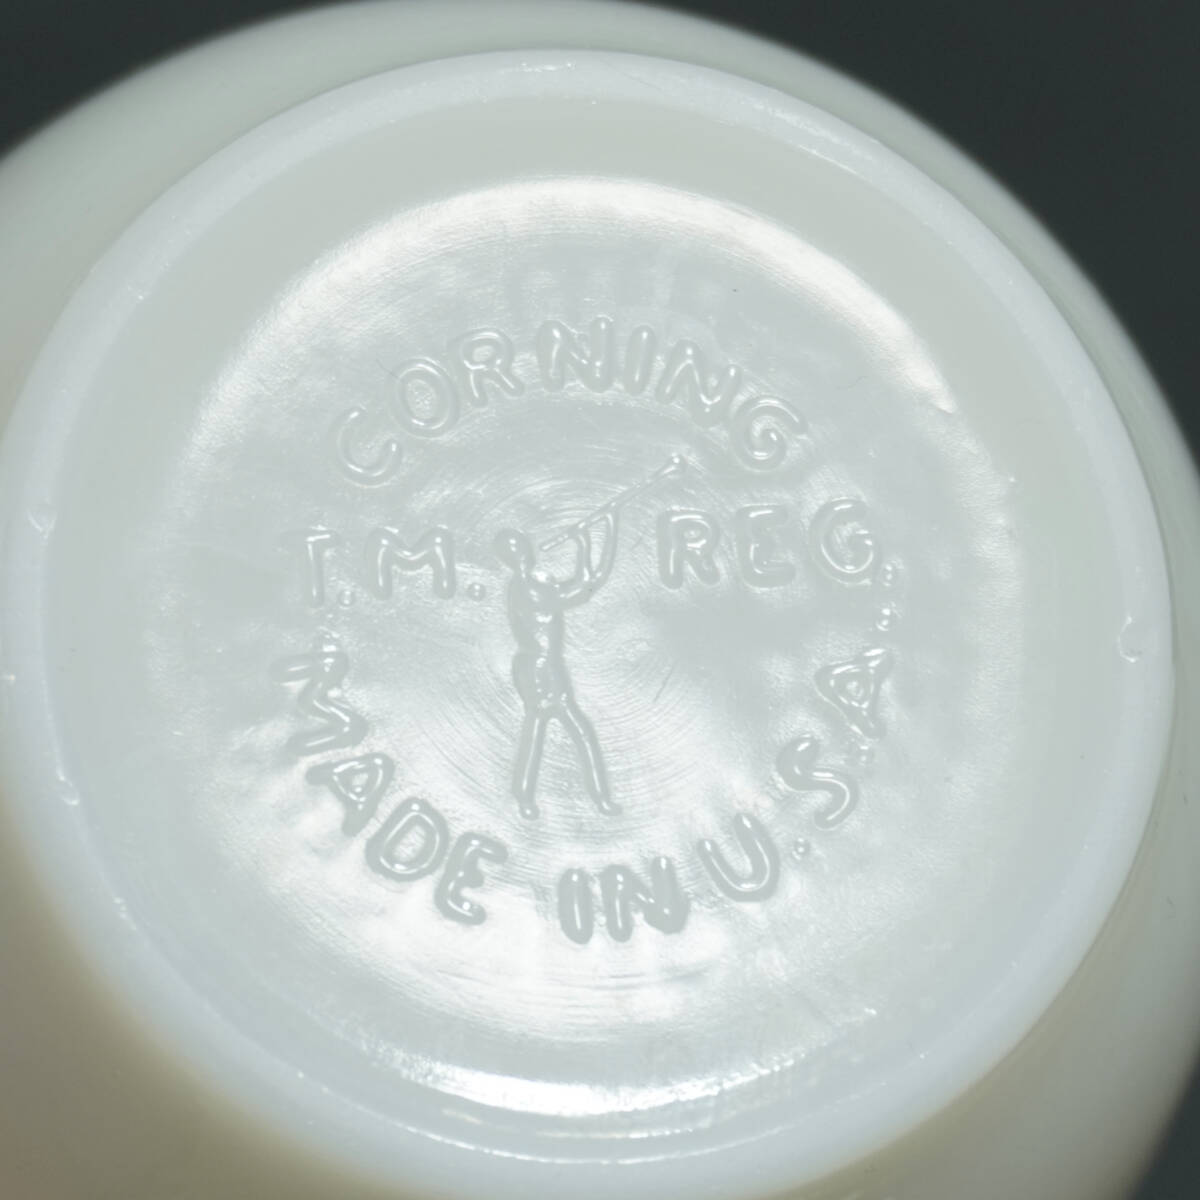 CORNING
T.M. REG.
MADE IN U.S.A.